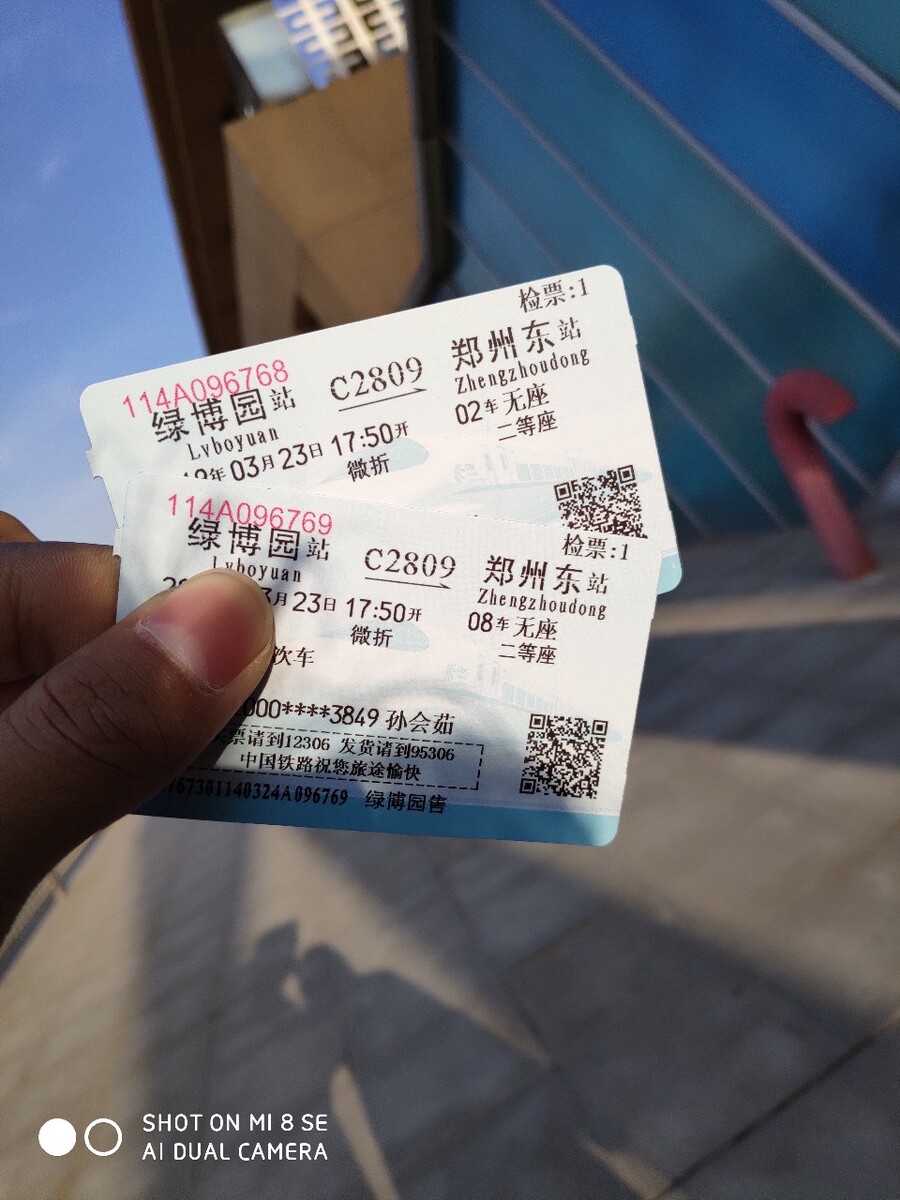 检票:1
114A096768
绿博园站 C2809 郑州东站
Lvboyuan Zhengzhoudong
19年03月23日 17:50开 02车无座
微折 二等座
114A096769
检票:1
绿博园站 C2809 郑州东站
Lvboyuan Zhengzhoudong
月23日 17:50开 08车无座
微折 二等座
次车
000****3849 孙会茹
票请到12306 发货请到95306
中国铁路祝您旅途愉快
67301140324A096769 绿博园售
SHOT ON MI 8 SE
AI DUAL CAMERA